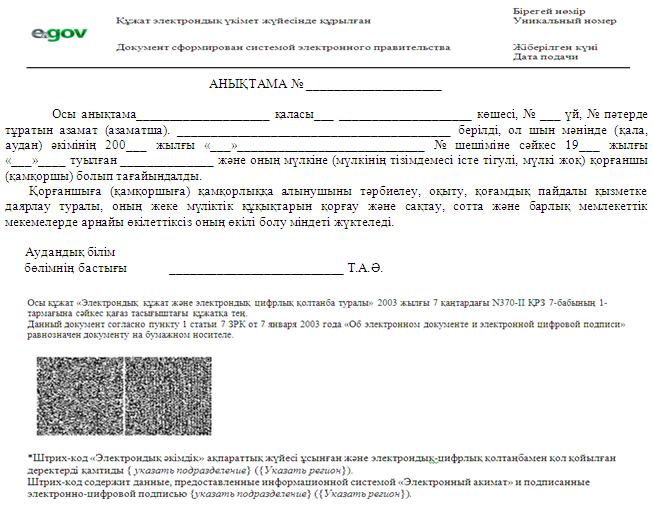 e.gov
Құжат электрондық үкімет жүйесінде құрылған
Документ сформирован системой электронного правительства
Бірегей нөмір
Уникальный номер
Жіберілген күні
Дата подачи
АНЫҚТАМА № ____________________
Осы анықтама____________________ қаласы___ ____________________ көшесі, № ___ үй, № пәтерде
тұратын азамат (азаматша). ________________________________________ берілді, ол шын мәнінде (қала,
аудан) әкімінің 200___ жылғы «___»____________________________ № шешіміне сәйкес 19___ жылғы
«___»____ туылған ______________ және оның мүлкіне (мүлкінің тізімдемесі істе тігулі, мүлкі жоқ) қорғаншы
(қамқоршы) болып тағайындалды.
Қорғаншыға (қамқоршыға) қамқорлыққа алынушыны тәрбиелеу, оқыту, қоғамдық пайдалы қызметке
даярлау туралы, оның жеке мүліктік құқықтарын қорғау және сақтау, сотта және барлық мемлекеттік
мекемелерде арнайы өкілеттіксіз оның өкілі болу міндеті жүктеледі.
Аудандық білім
бөлімнің бастығы __________________________ Т.А.Ә.
Осы құжат «Электрондық құжат және электрондық цифрлық қолтаңба туралы» 2003 жылғы 7 қаңтардағы N370-II ҚРЗ 7-бабының 1-
тармағына сәйкес қағаз тасығыштағы құжатқа тең.
Данный документ согласно пункту 1 статьи 7 ЗРК от 7 января 2003 года «Об электронном документе и электронной цифровой подписи»
равнозначен документу на бумажном носителе.
*Штрих-код «Электрондық әкімдік» ақпараттық жүйесі ұсынған және электрондық-цифрлық қолтаңбамен қол қойылған
деректерді қамтиды { указать подразделение} ({Указать регион}).
Штрих-код содержит данные, предоставленные информационной системой «Электронный акимат» и подписанные
электронно-цифровой подписью {указать подразделение} ({Указать регион}).